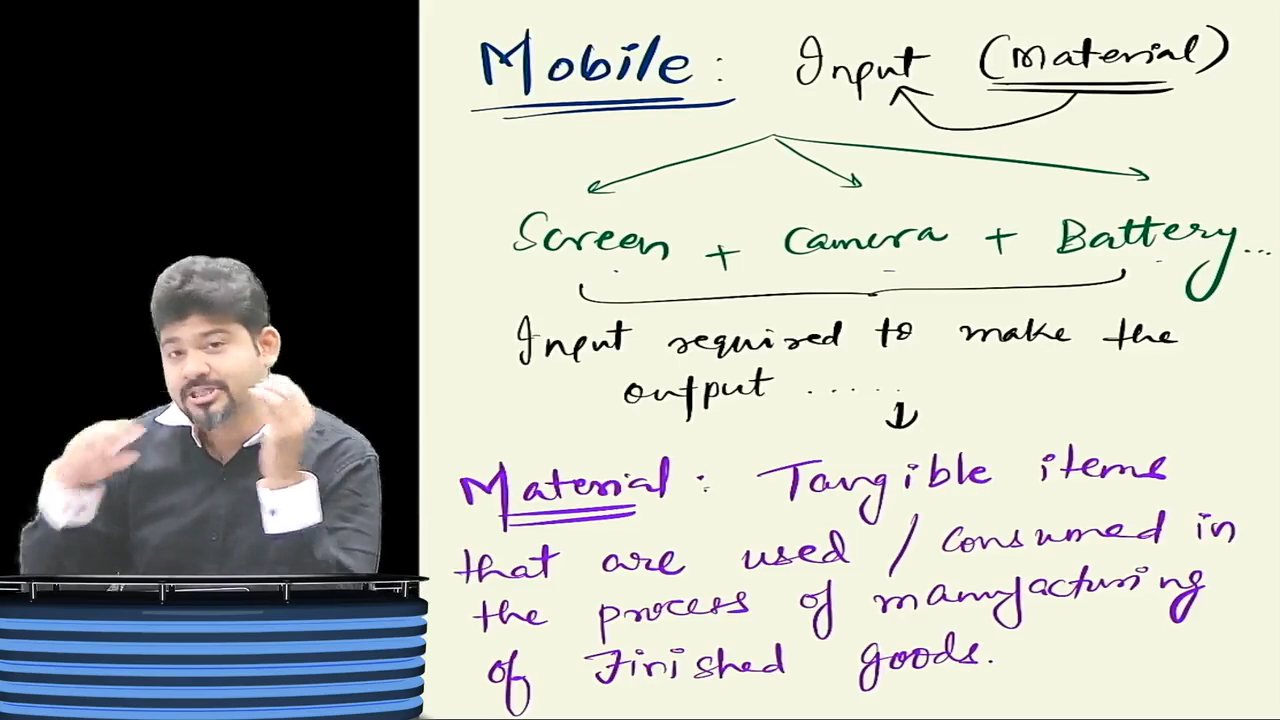 Mobile: Input (Material)
Screen + Camera + Battery...
Input required to make the
output .....
Material: Tangible items
that are used / consumed in
the process of manufacturing
of Finished goods.